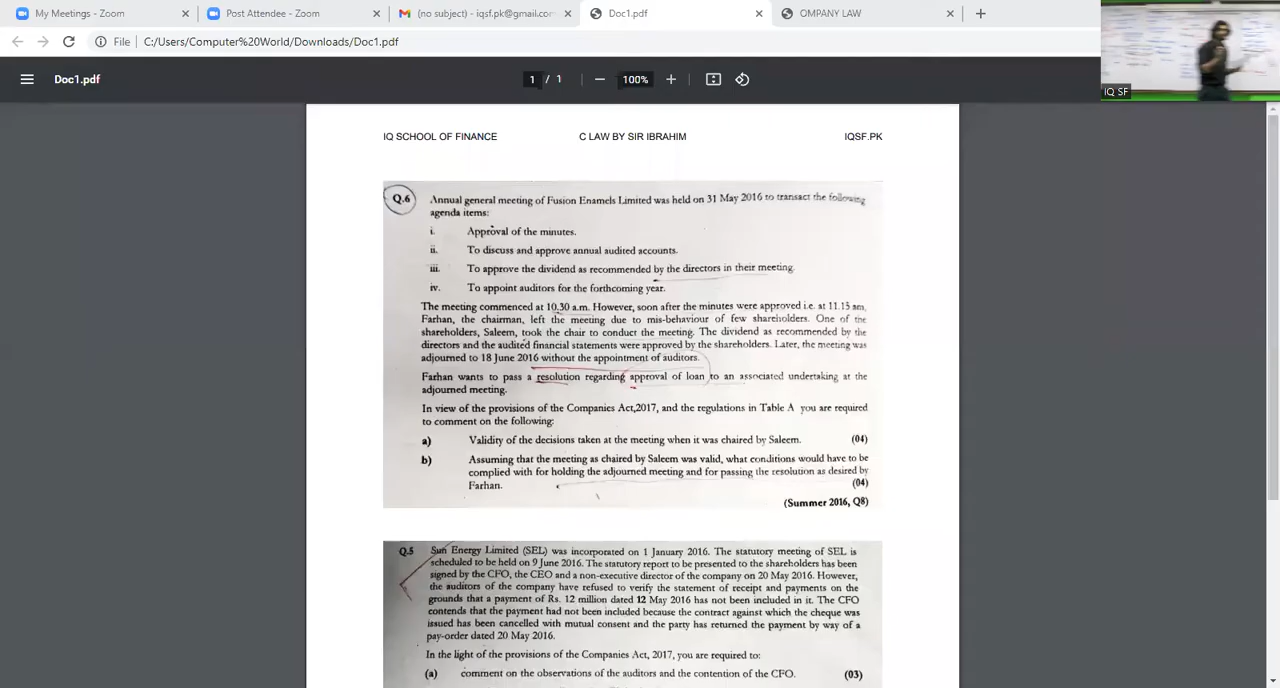 My Meetings - Zoom
Post Attendee - Zoom
(no subject) - iqsf.pk@gmail.con
Doc1.pdf
OMPANY LAW
File
C:/Users/Computer%20World/Downloads/Doc1.pdf
Doc1.pdf
1 / 1
100%
IQ SF
IQ SCHOOL OF FINANCE
C LAW BY SIR IBRAHIM
IQSF.PK
Q.6 Annual general meeting of Fusion Enamels Limited was held on 31 May 2016 to transact the following
agenda items:
i. Approval of the minutes.
ii. To discuss and approve annual audited accounts.
iii. To approve the dividend as recommended by the directors in their meeting.
iv. To appoint auditors for the forthcoming year.
The meeting commenced at 10.30 a.m. However, soon after the minutes were approved i.e. at 11.15 am,
Farhan, the chairman, left the meeting due to mis-behaviour of few shareholders. One of the
shareholders, Saleem, took the chair to conduct the meeting. The dividend as recommended by the
directors and the audited financial statements were approved by the shareholders. Later, the meeting was
adjourned to 18 June 2016 without the appointment of auditors.
Farhan wants to pass a resolution regarding approval of loan to an associated undertaking at the
adjourned meeting.
In view of the provisions of the Companies Act,2017, and the regulations in Table A you are required
to comment on the following:
a) Validity of the decisions taken at the meeting when it was chaired by Saleem. (04)
b) Assuming that the meeting as chaired by Saleem was valid, what conditions would have to be
complied with for holding the adjourned meeting and for passing the resolution as desired by
Farhan. (04)
(Summer 2016, Q8)
Q.5 Sun Energy Limited (SEL) was incorporated on 1 January 2016. The statutory meeting of SEL is
scheduled to be held on 9 June 2016. The statutory report to be presented to the shareholders has been
signed by the CFO, the CEO and a non-executive director of the company on 20 May 2016. However,
the auditors of the company have refused to verify the statement of receipt and payments on the
grounds that a payment of Rs. 12 million dated 12 May 2016 has not been included in it. The CFO
contends that the payment had not been included because the contract against which the cheque was
issued has been cancelled with mutual consent and the party has returned the payment by way of a
pay-order dated 20 May 2016.
In the light of the provisions of the Companies Act, 2017, you are required to:
(a) comment on the observations of the auditors and the contention of the CFO. (03)